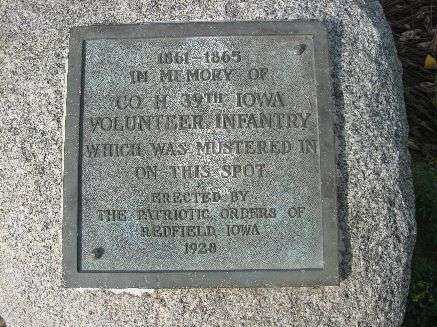 1861–1865
IN MEMORY OF
CO H 39TH IOWA
VOLUNTEER INFANTRY
WHICH WAS MUSTERED IN
ON THIS SPOT
ERECTED BY
THE PATRIOTIC ORDERS OF
REDFIELD, IOWA
1928